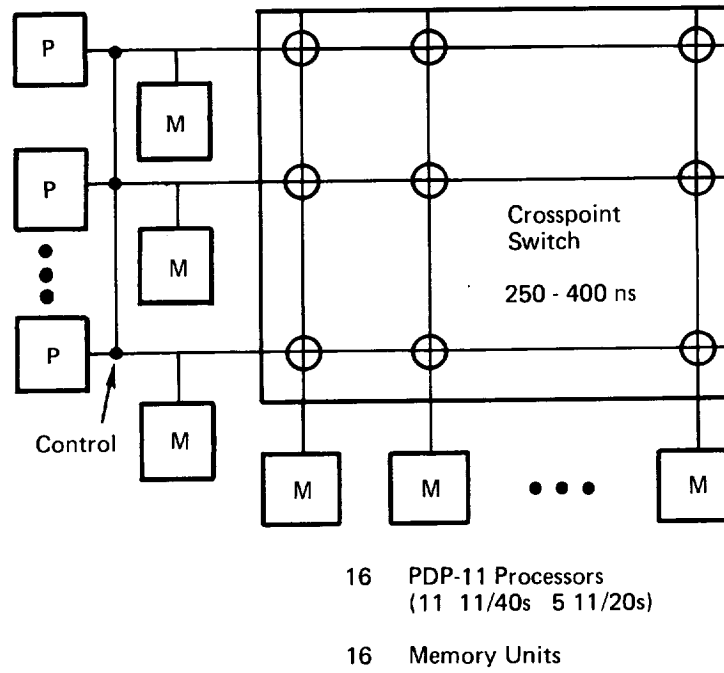 P
M
P
M
Crosspoint
Switch
250 - 400 ns
P
M
Control
M
M
M
16 PDP-11 Processors
(11 11/40s 5 11/20s)
16 Memory Units